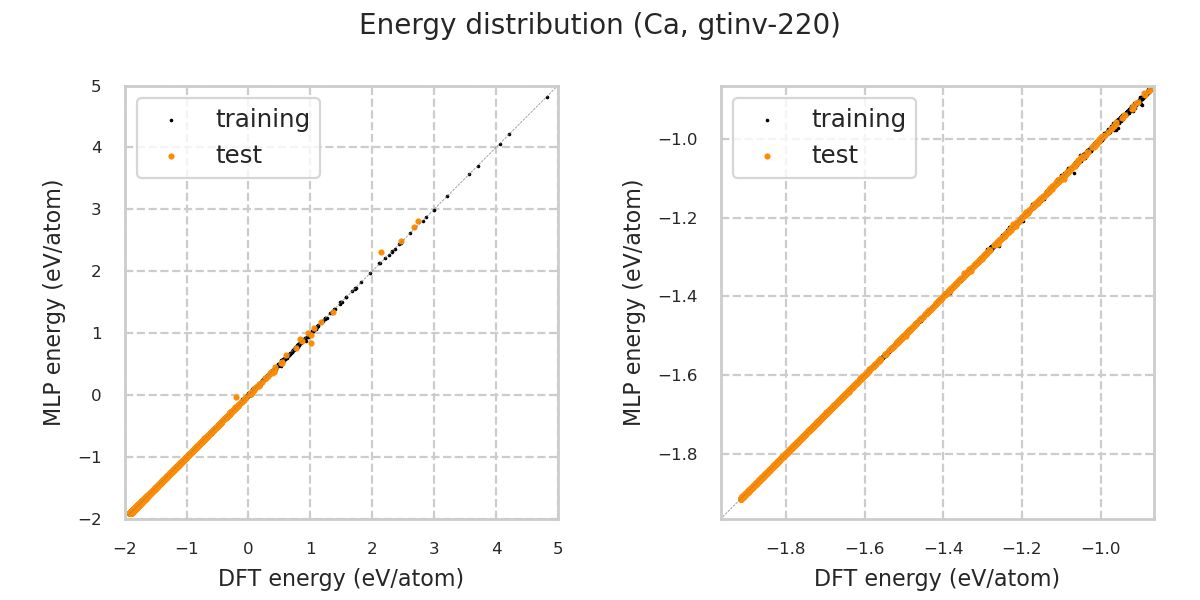 Energy distribution (Ca, gtinv-220)
training
test
5
4
3
2
1
0
−1
−2
MLP energy (eV/atom)
−2
−1
0
1
2
3
4
5
DFT energy (eV/atom)
training
test
−1.0
−1.2
−1.4
−1.6
−1.8
MLP energy (eV/atom)
−1.8
−1.6
−1.4
−1.2
−1.0
DFT energy (eV/atom)